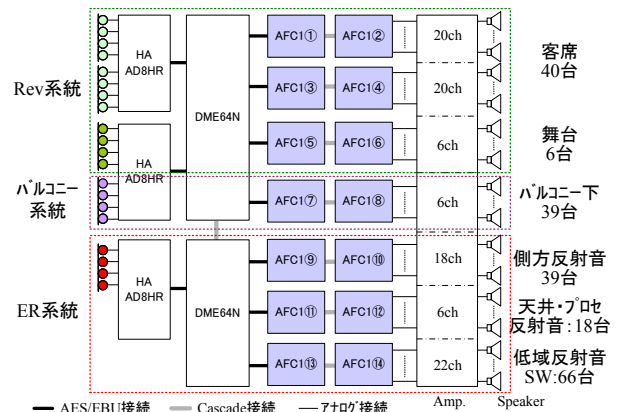 Rev系統
HA
AD8HR
HA
AD8HR
バルコニー
系統
HA
AD8HR
ER系統
DME64N
DME64N
AFC1①
AFC1②
AFC1③
AFC1④
AFC1⑤
AFC1⑥
AFC1⑦
AFC1⑧
AFC1⑨
AFC1⑩
AFC1⑪
AFC1⑫
AFC1⑬
AFC1⑭
20ch
20ch
6ch
6ch
18ch
6ch
22ch
客席
40台
舞台
6台
バルコニー下
39台
側方反射音
39台
天井・プロセ
反射音:18台
低域反射音
SW:66台
AES/EBU接続
Cascade接続
アナログ接続
Amp.
Speaker